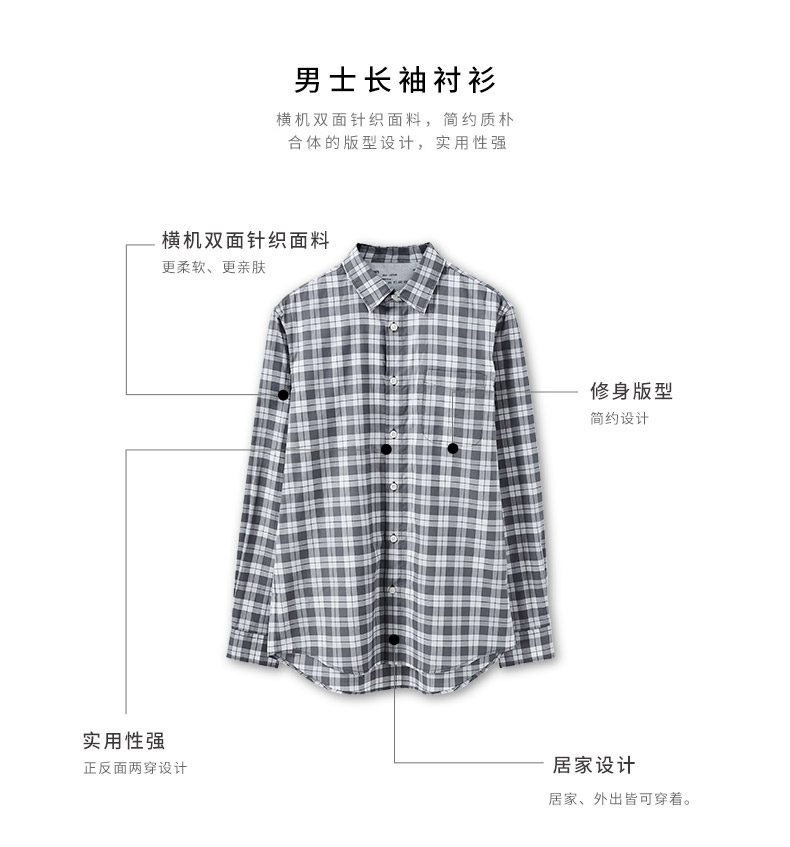 男士长袖衬衫
横机双面针织面料，简约质朴
合体的版型设计，实用性强
横机双面针织面料
更柔软、更亲肤
修身版型
简约设计
实用性强
正反面两穿设计
居家设计
居家、外出皆可穿着。